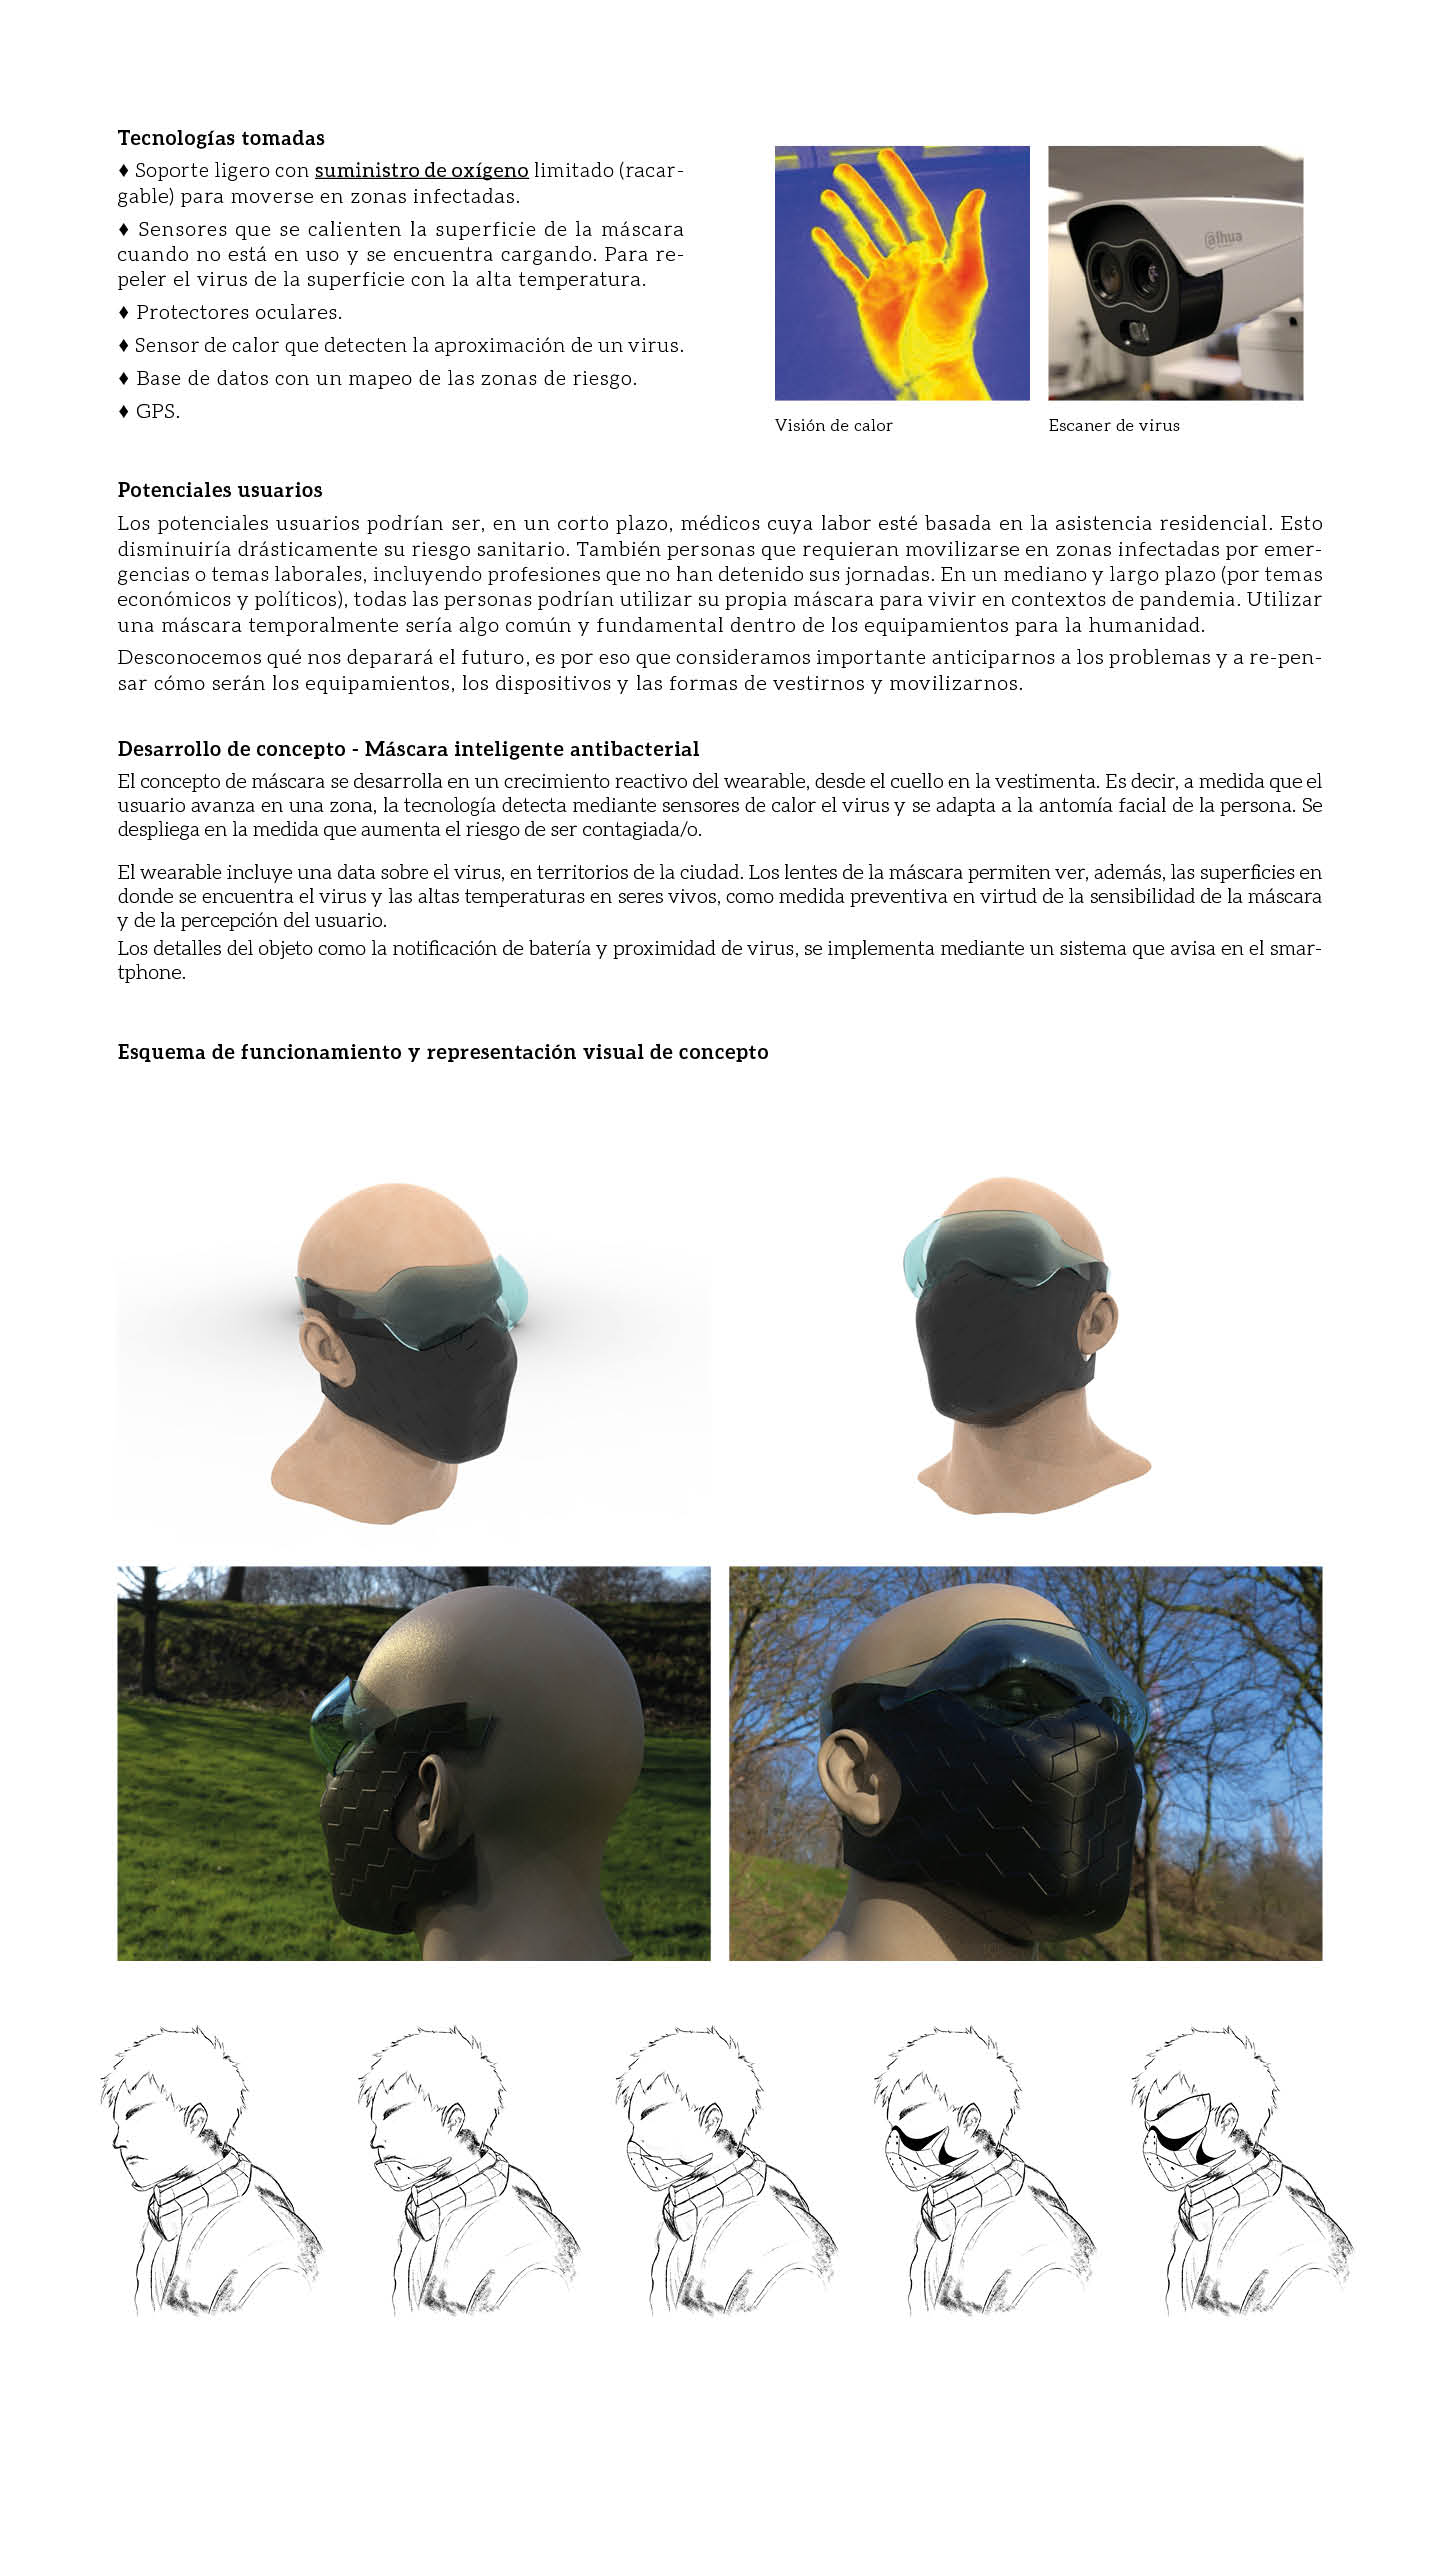 Tecnologías tomadas
♦ Soporte ligero con suministro de oxígeno limitado (racar-
gable) para moverse en zonas infectadas.
♦ Sensores que se calienten la superficie de la máscara
cuando no está en uso y se encuentra cargando. Para re-
peler el virus de la superficie con la alta temperatura.
♦ Protectores oculares.
♦ Sensor de calor que detecten la aproximación de un virus.
♦ Base de datos con un mapeo de las zonas de riesgo.
♦ GPS.
alhua
Visión de calor
Escaner de virus
Potenciales usuarios
Los potenciales usuarios podrían ser, en un corto plazo, médicos cuya labor esté basada en la asistencia residencial. Esto
disminuiría drásticamente su riesgo sanitario. También personas que requieran movilizarse en zonas infectadas por emer-
gencias o temas laborales, incluyendo profesiones que no han detenido sus jornadas. En un mediano y largo plazo (por temas
económicos y políticos), todas las personas podrían utilizar su propia máscara para vivir en contextos de pandemia. Utilizar
una máscara temporalmente sería algo común y fundamental dentro de los equipamientos para la humanidad.
Desconocemos qué nos deparará el futuro, es por eso que consideramos importante anticiparnos a los problemas y a re-pen-
sar cómo serán los equipamientos, los dispositivos y las formas de vestirnos y movilizarnos.
Desarrollo de concepto - Máscara inteligente antibacterial
El concepto de máscara se desarrolla en un crecimiento reactivo del wearable, desde el cuello en la vestimenta. Es decir, a medida que el
usuario avanza en una zona, la tecnología detecta mediante sensores de calor el virus y se adapta a la antomía facial de la persona. Se
despliega en la medida que aumenta el riesgo de ser contagiada/o.
El wearable incluye una data sobre el virus, en territorios de la ciudad. Los lentes de la máscara permiten ver, además, las superficies en
donde se encuentra el virus y las altas temperaturas en seres vivos, como medida preventiva en virtud de la sensibilidad de la máscara
y de la percepción del usuario.
Los detalles del objeto como la notificación de batería y proximidad de virus, se implementa mediante un sistema que avisa en el smar-
tphone.
Esquema de funcionamiento y representación visual de concepto